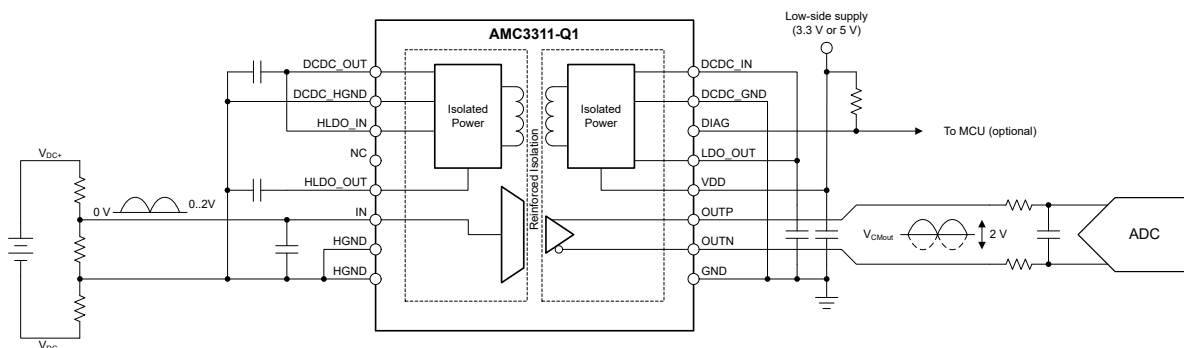 Low-side supply
(3.3 V or 5 V)
AMC3311-Q1
DCDC_OUT
DCDC_HGND
HLDO_IN
NC
HLDO_OUT
IN
HGND
HGND
Isolated
Power
Reinforced Isolation
Isolated
Power
DCDC_IN
DCDC_GND
DIAG
LDO_OUT
VDD
OUTP
OUTN
GND
To MCU (optional)
VDC+
0 V
0..2V
VDC-
VCMout
2 V
ADC